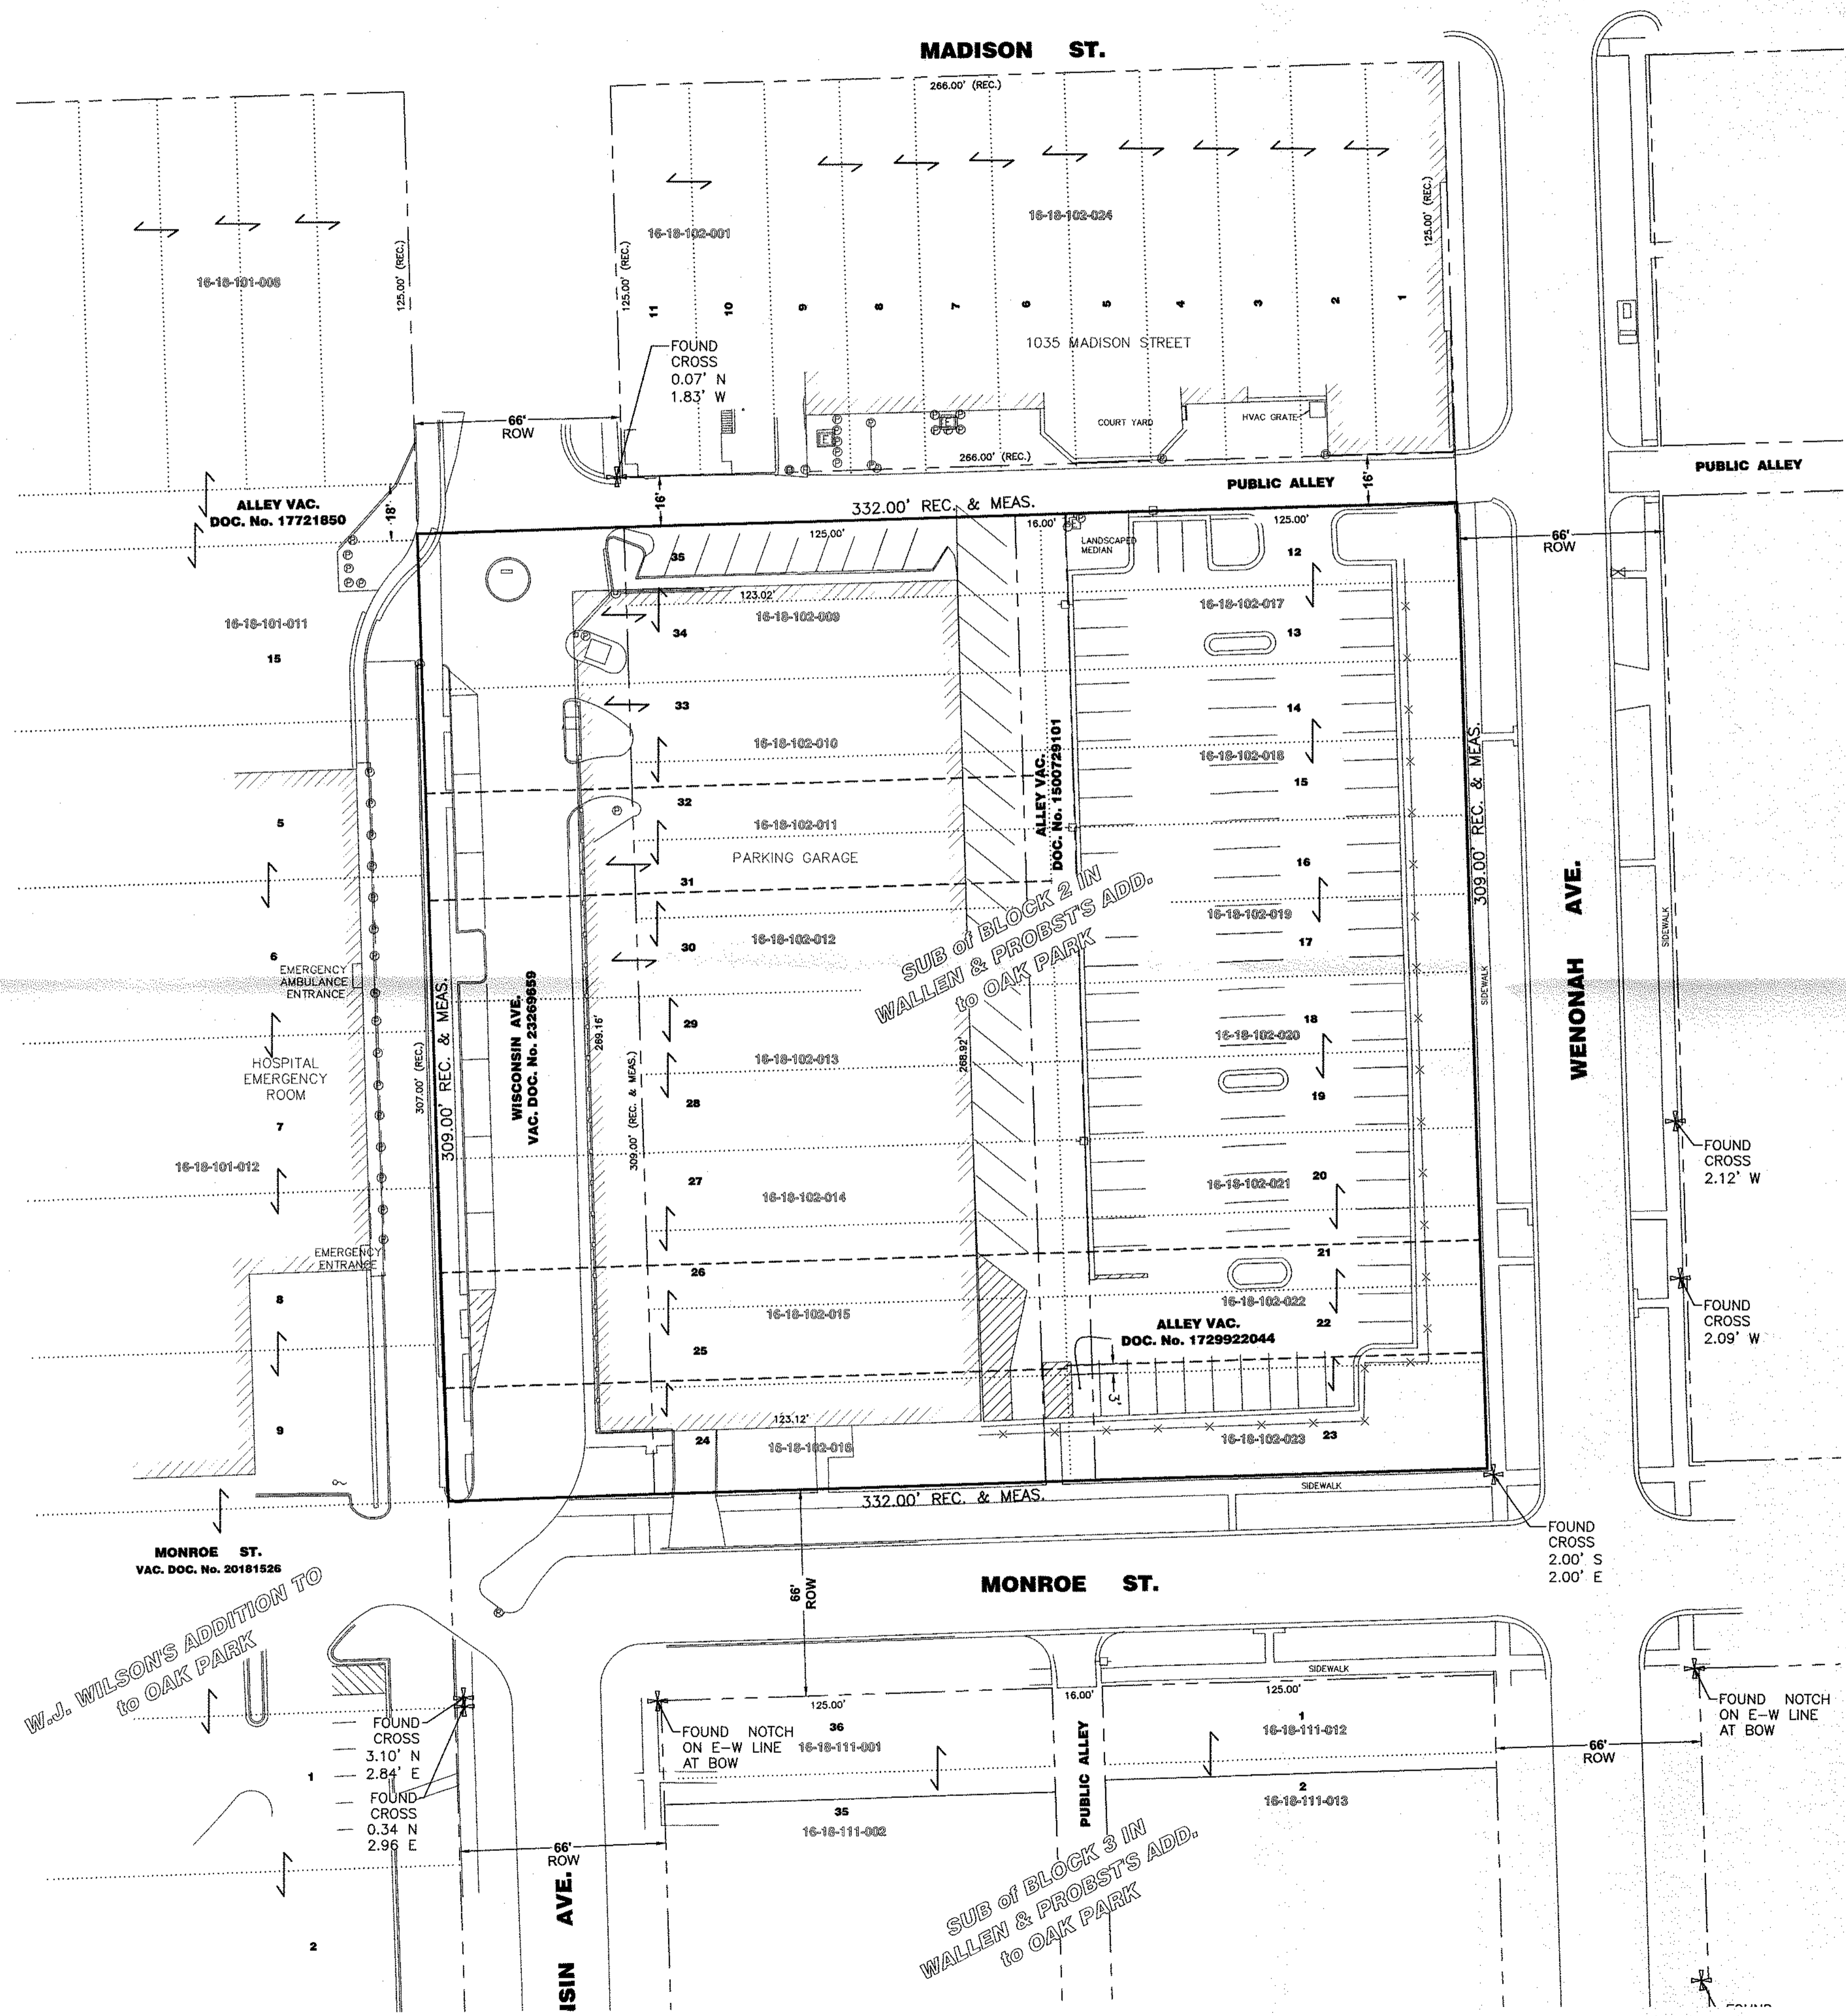 MADISON ST.
266.00' (REC.)
125.00' (REC.)
125.00' (REC.)
125.00' (REC.)
16-18-101-008
16-18-102-001
16-18-102-024
11
10
9
8
7
6
5
4
3
2
1
1035 MADISON STREET
FOUND
CROSS
0.07' N
1.83' W
66'
ROW
COURT YARD
HVAC GRATE
266.00' (REC.)
PUBLIC ALLEY
PUBLIC ALLEY
16'
16'
18'
ALLEY VAC.
DOC. No. 17721850
332.00' REC. & MEAS.
125.00'
16.00'
125.00'
LANDSCAPED
MEDIAN
66'
ROW
35
12
123.02'
16-18-102-009
16-18-102-017
16-18-101-011
15
34
13
33
14
16-18-102-010
16-18-102-018
15
32
16-18-102-011
PARKING GARAGE
ALLEY VAC.
DOC. No. 1500729101
309.00' REC. & MEAS.
5
16
31
16-18-102-019
30
16-18-102-012
17
SUB of BLOCK 2 IN
WALLEN & PROBST'S ADD.
to OAK PARK
WENONAH AVE.
SIDEWALK
SIDEWALK
6
EMERGENCY
AMBULANCE
ENTRANCE
309.00' REC. & MEAS.
307.00' (REC.)
WISCONSIN AVE.
VAC. DOC. No. 23269659
269.16'
309.00' (REC. & MEAS.)
268.92'
29
18
16-18-102-020
16-18-102-013
HOSPITAL
EMERGENCY
ROOM
28
19
7
16-18-101-012
FOUND
CROSS
2.12' W
27
16-18-102-014
16-18-102-021
20
EMERGENCY
ENTRANCE
21
26
8
16-18-102-015
16-18-102-022
22
FOUND
CROSS
2.09' W
ALLEY VAC.
DOC. No. 1729922044
25
3'
9
123.12'
24
16-18-102-016
16-18-102-023
23
332.00' REC. & MEAS.
SIDEWALK
FOUND
CROSS
2.00' S
2.00' E
MONROE ST.
VAC. DOC. No. 20181526
66'
ROW
MONROE ST.
W.J. WILSON'S ADDITION TO
to OAK PARK
SIDEWALK
125.00'
16.00'
125.00'
FOUND NOTCH
ON E-W LINE
AT BOW
36
16-18-111-001
1
16-18-111-012
FOUND NOTCH
ON E-W LINE
AT BOW
FOUND
CROSS
3.10' N
2.84' E
1
FOUND
CROSS
0.34 N
2.96 E
66'
ROW
PUBLIC ALLEY
2
16-18-111-013
35
16-18-111-002
66'
ROW
SUB of BLOCK 3 IN
WALLEN & PROBST'S ADD.
to OAK PARK
ISIN AVE.
2